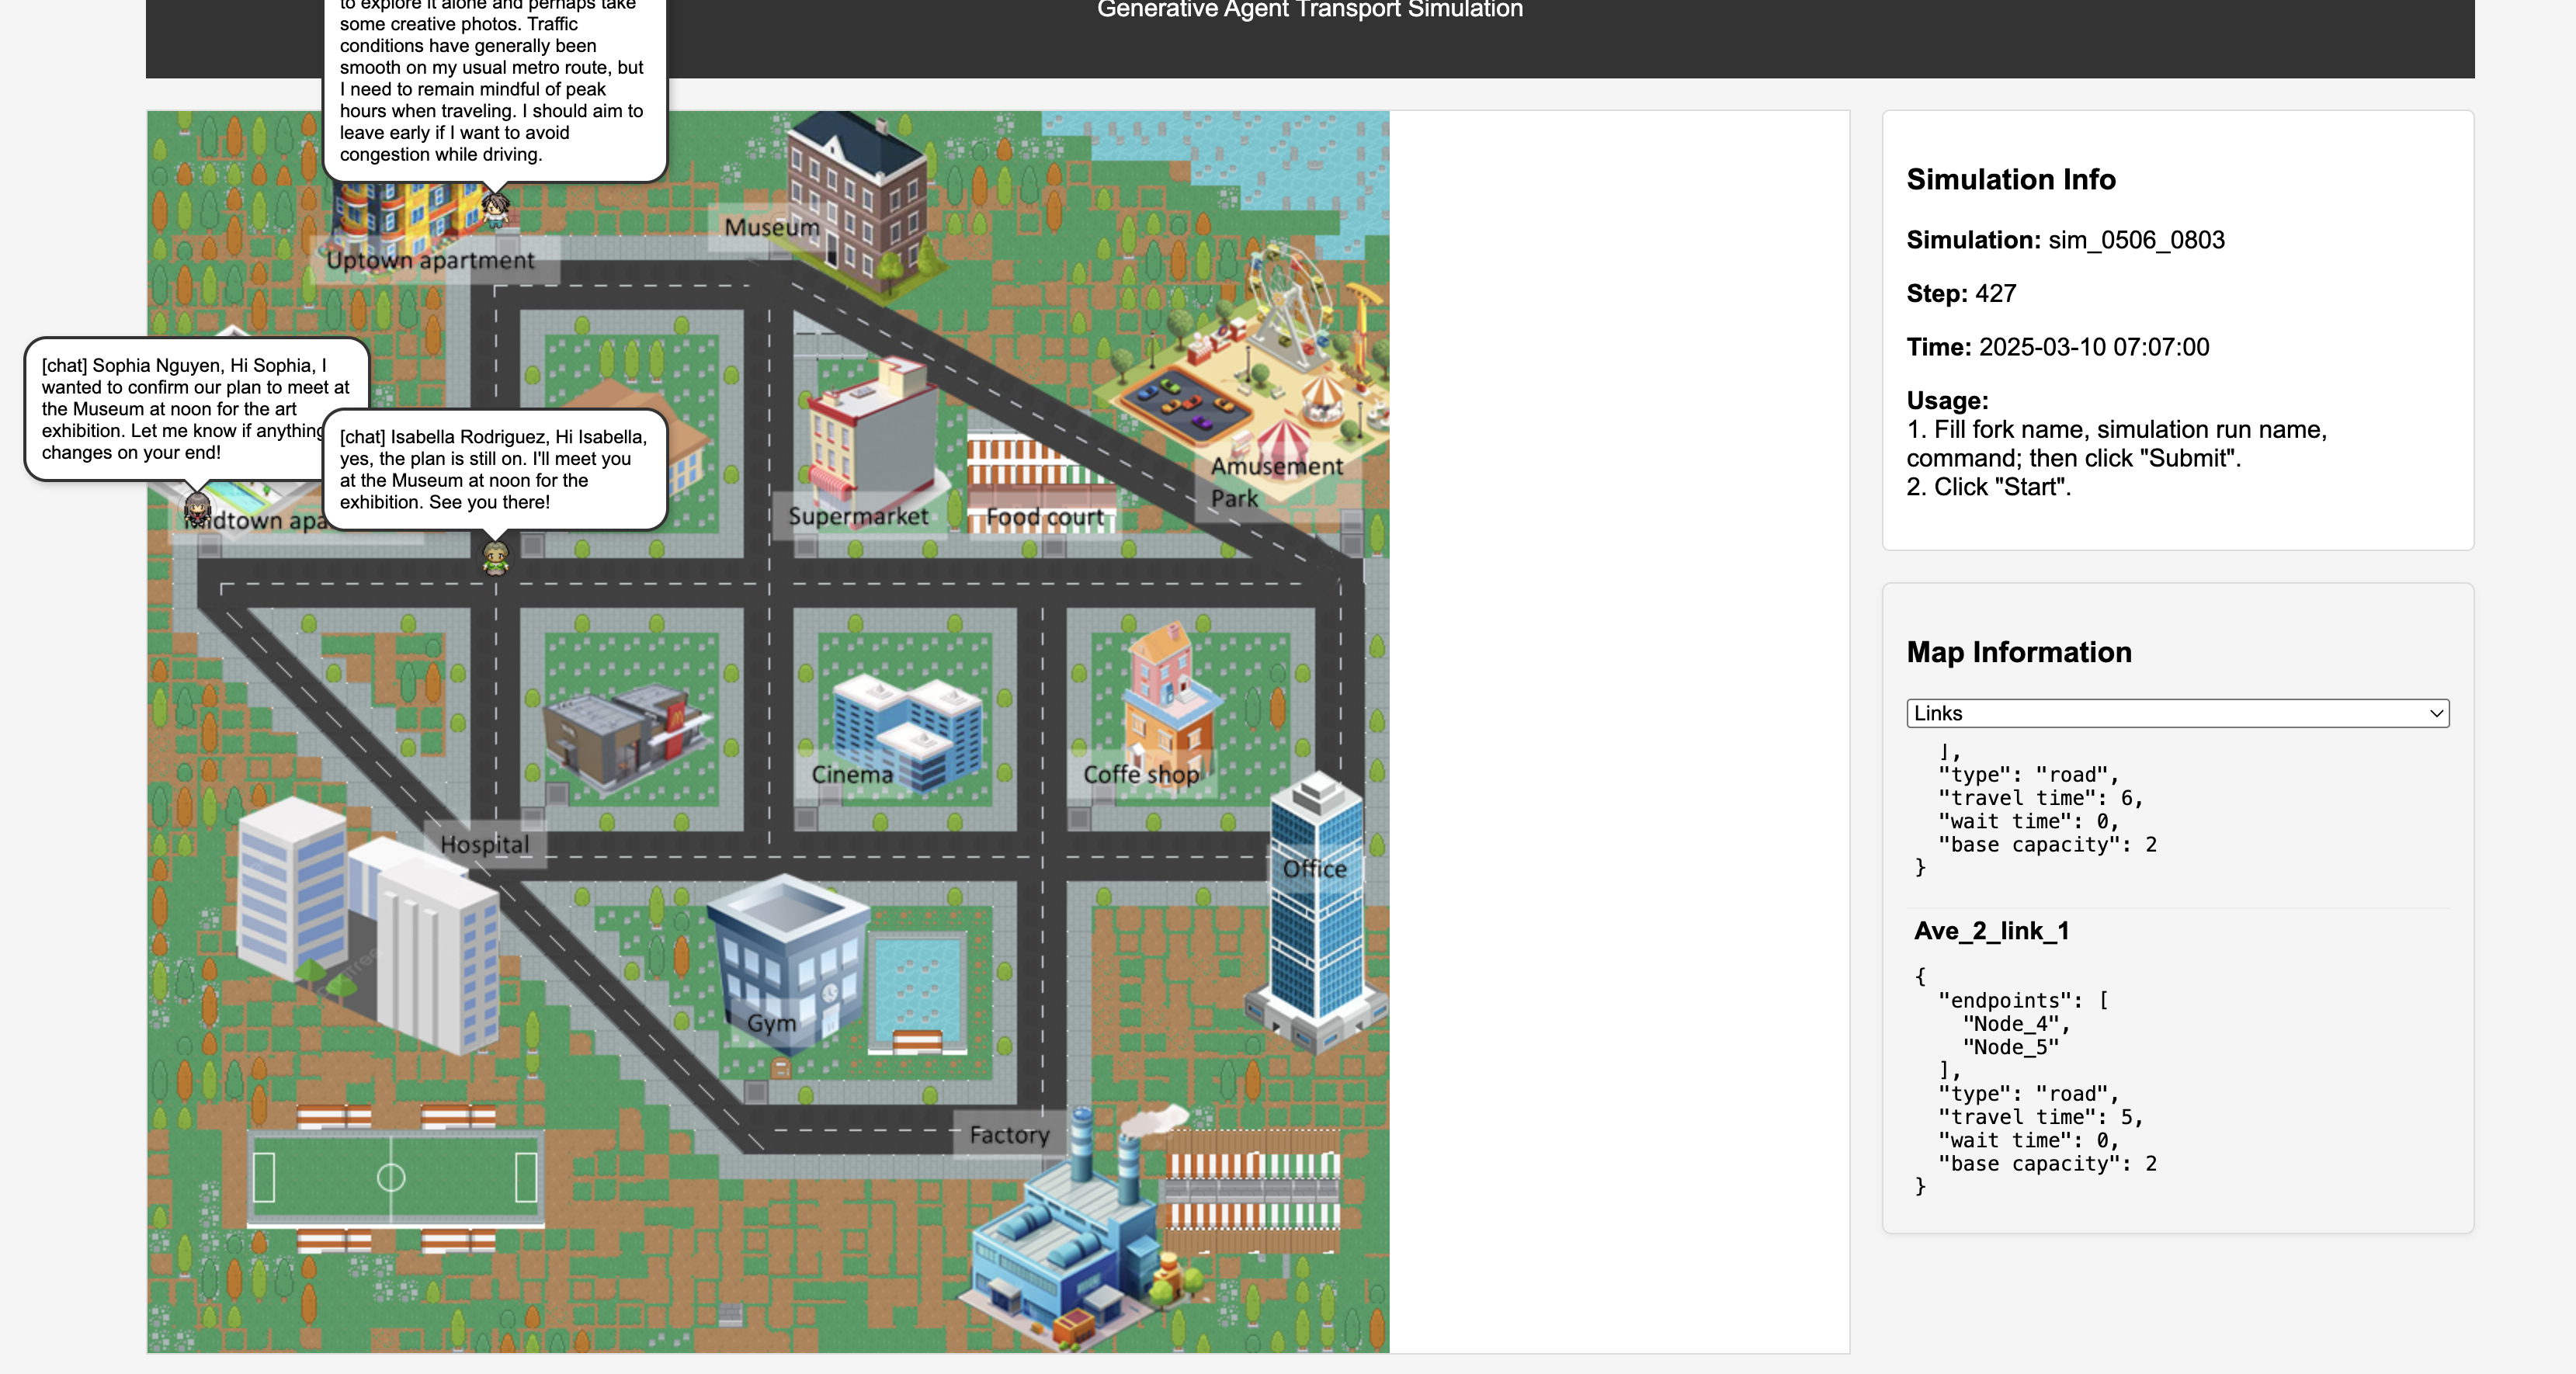 Generative Agent Transport Simulation
to explore it alone and perhaps take
some creative photos. Traffic
conditions have generally been
smooth on my usual metro route, but
I need to remain mindful of peak
hours when traveling. I should aim to
leave early if I want to avoid
congestion while driving.
Museum
Uptown apartment
[chat] Sophia Nguyen, Hi Sophia, I
wanted to confirm our plan to meet at
the Museum at noon for the art
exhibition. Let me know if anything
changes on your end!
[chat] Isabella Rodriguez, Hi Isabella,
yes, the plan is still on. I'll meet you
at the Museum at noon for the
exhibition. See you there!
Amusement
Park
Midtown apa
Supermarket
Food court
Cinema
Coffe shop
Hospital
Office
Gym
Factory
Simulation Info
Simulation: sim_0506_0803
Step: 427
Time: 2025-03-10 07:07:00
Usage:
1. Fill fork name, simulation run name,
command; then click "Submit".
2. Click "Start".
Map Information
Links
],
"type": "road",
"travel time": 6,
"wait time": 0,
"base capacity": 2
}
Ave_2_link_1
{
"endpoints": [
"Node_4",
"Node_5"
],
"type": "road",
"travel time": 5,
"wait time": 0,
"base capacity": 2
}